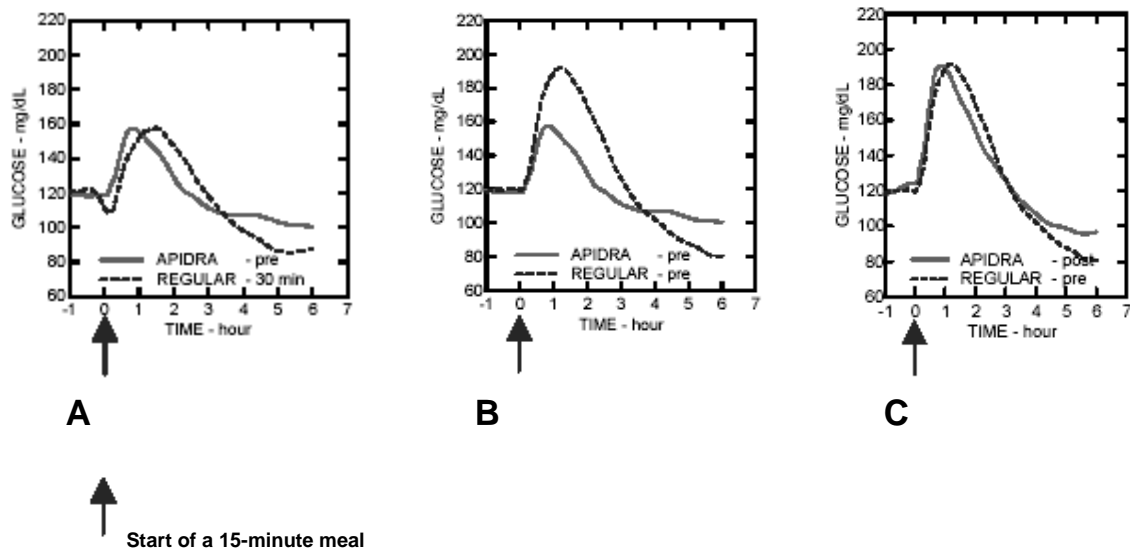 220
200
180
160
140
120
100
80
60
GLUCOSE - mg/dL
APIDRA - pre
REGULAR - 30 min
-1 0 1 2 3 4 5 6 7
TIME - hour
A
220
200
180
160
140
120
100
80
60
GLUCOSE - mg/dL
APIDRA - pre
REGULAR - pre
-1 0 1 2 3 4 5 6 7
TIME - hour
B
220
200
180
160
140
120
100
80
60
GLUCOSE - mg/dL
APIDRA - post
REGULAR - pre
-1 0 1 2 3 4 5 6 7
TIME - hour
C
Start of a 15-minute meal